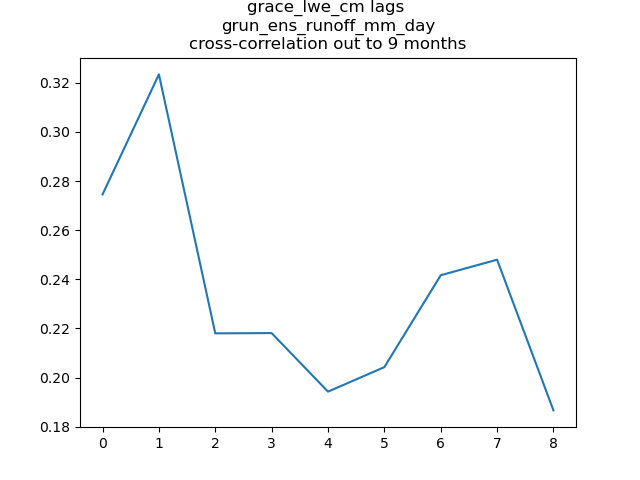 grace_lwe_cm lags
grun_ens_runoff_mm_day
cross-correlation out to 9 months
0.32
0.30
0.28
0.26
0.24
0.22
0.20
0.18
0 1 2 3 4 5 6 7 8